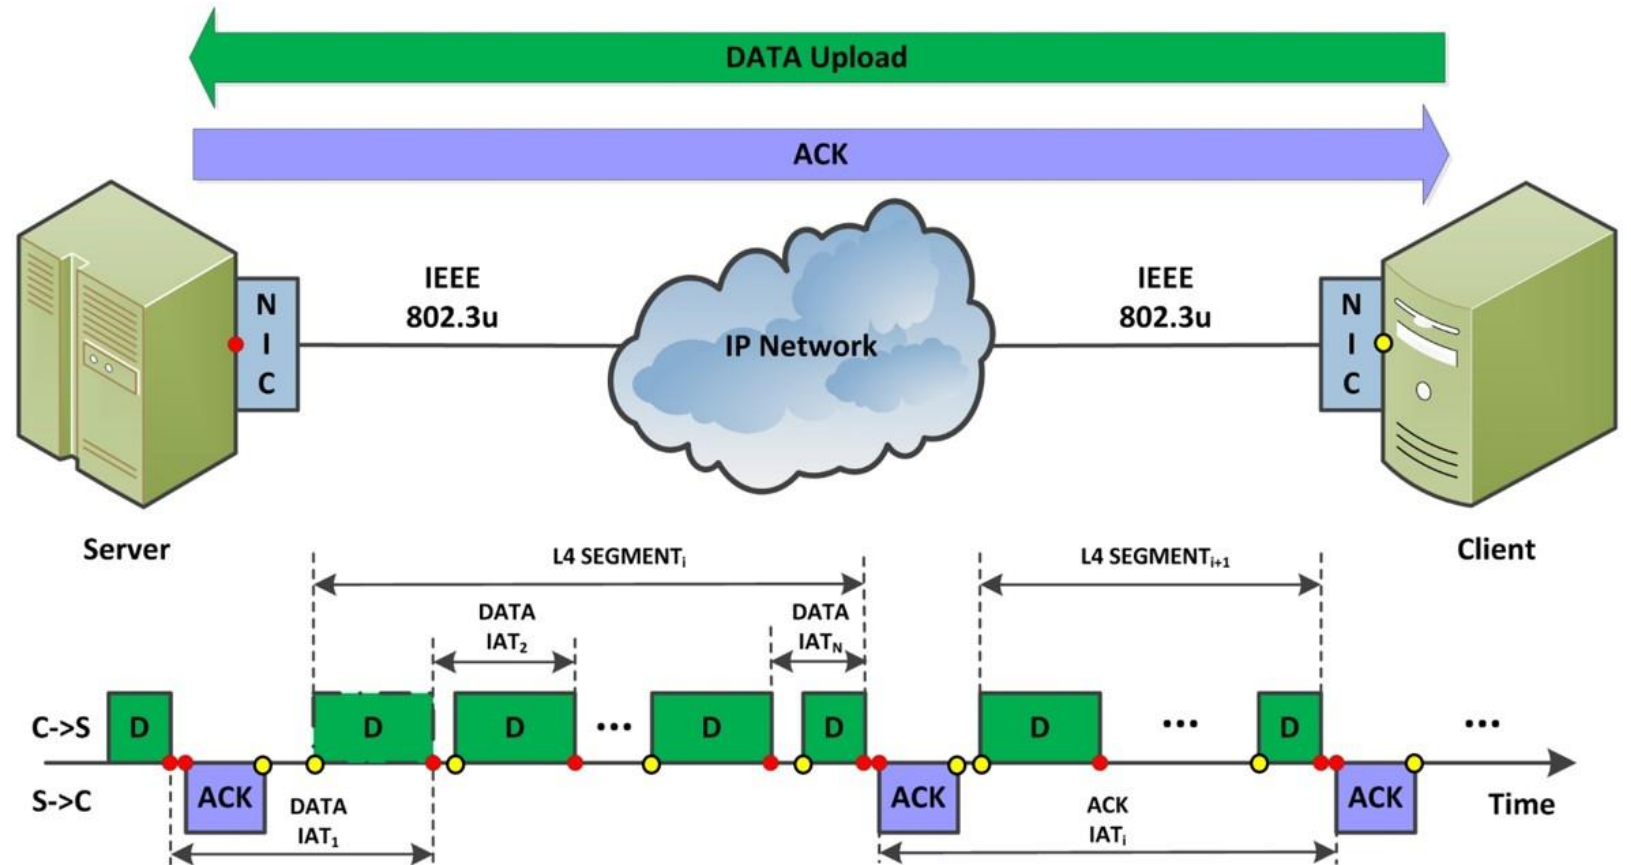 DATA Upload
ACK
IEEE
802.3u
IEEE
802.3u
N
I
C
N
I
C
IP Network
Server
Client
L4 SEGMENTi
L4 SEGMENTi+1
DATA
IAT2
DATA
IATN
C->S
D
D
D
...
D
D
D
...
D
...
S->C
ACK
DATA
IAT1
ACK
ACK
IATi
ACK
Time